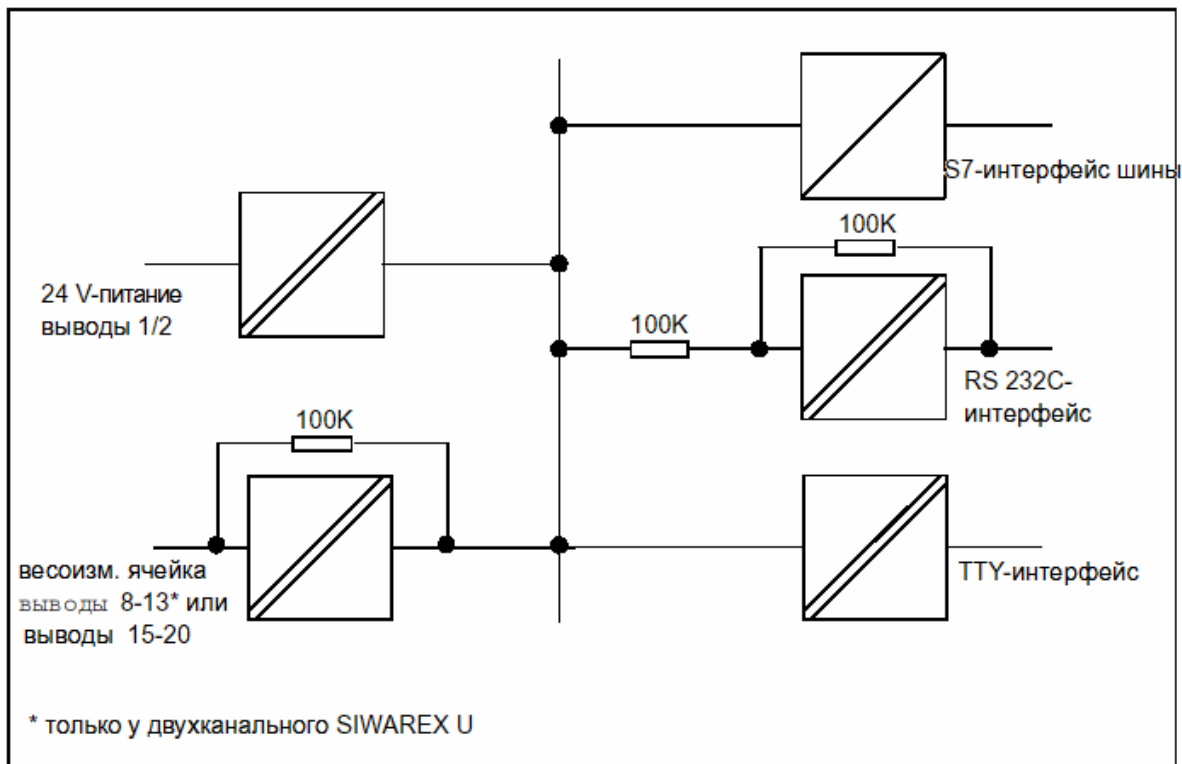 S7-интерфейс шины
100K
24 V-питание
выводы 1/2
100K
RS 232C-
интерфейс
100K
весоизм. ячейка
выводы 8-13* или
выводы 15-20
TTY-интерфейс
* только у двухканального SIWAREX U